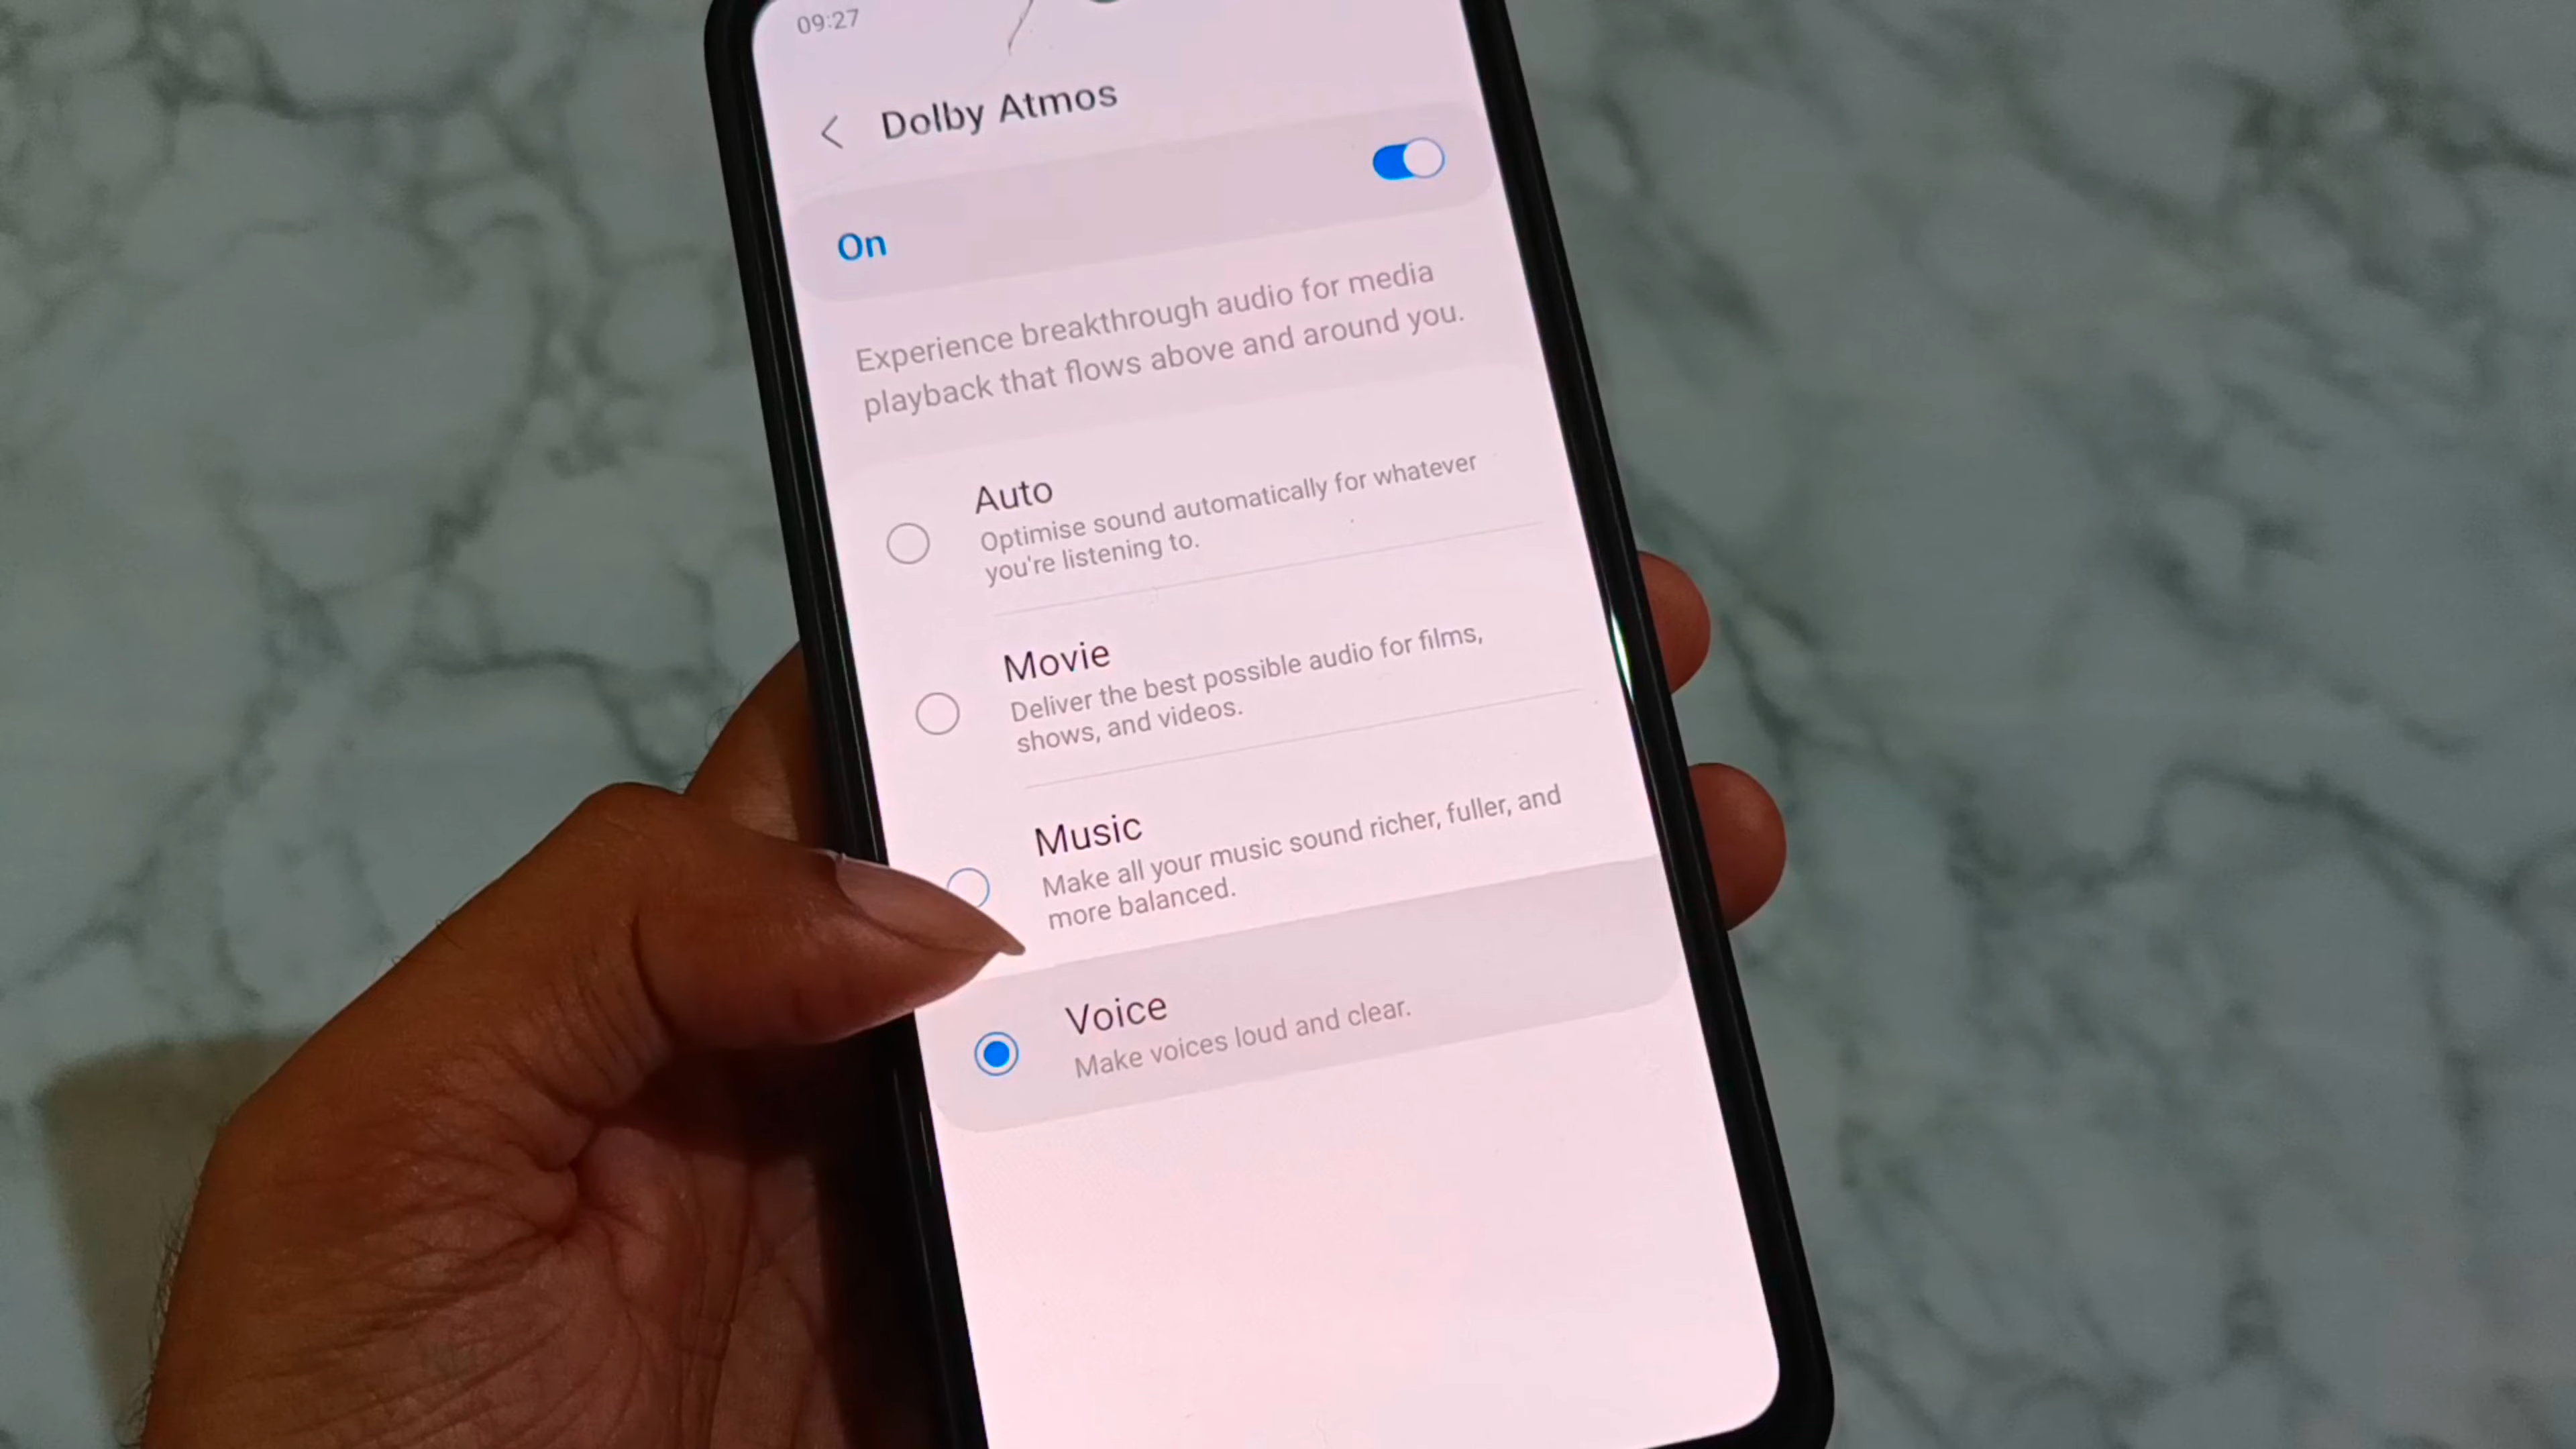 09:27
Dolby Atmos
On
Experience breakthrough audio for media
playback that flows above and around you.
Auto
Optimise sound automatically for whatever
you're listening to.
Movie
Deliver the best possible audio for films,
shows, and videos.
Music
Make all your music sound richer, fuller, and
more balanced.
Voice
Make voices loud and clear.